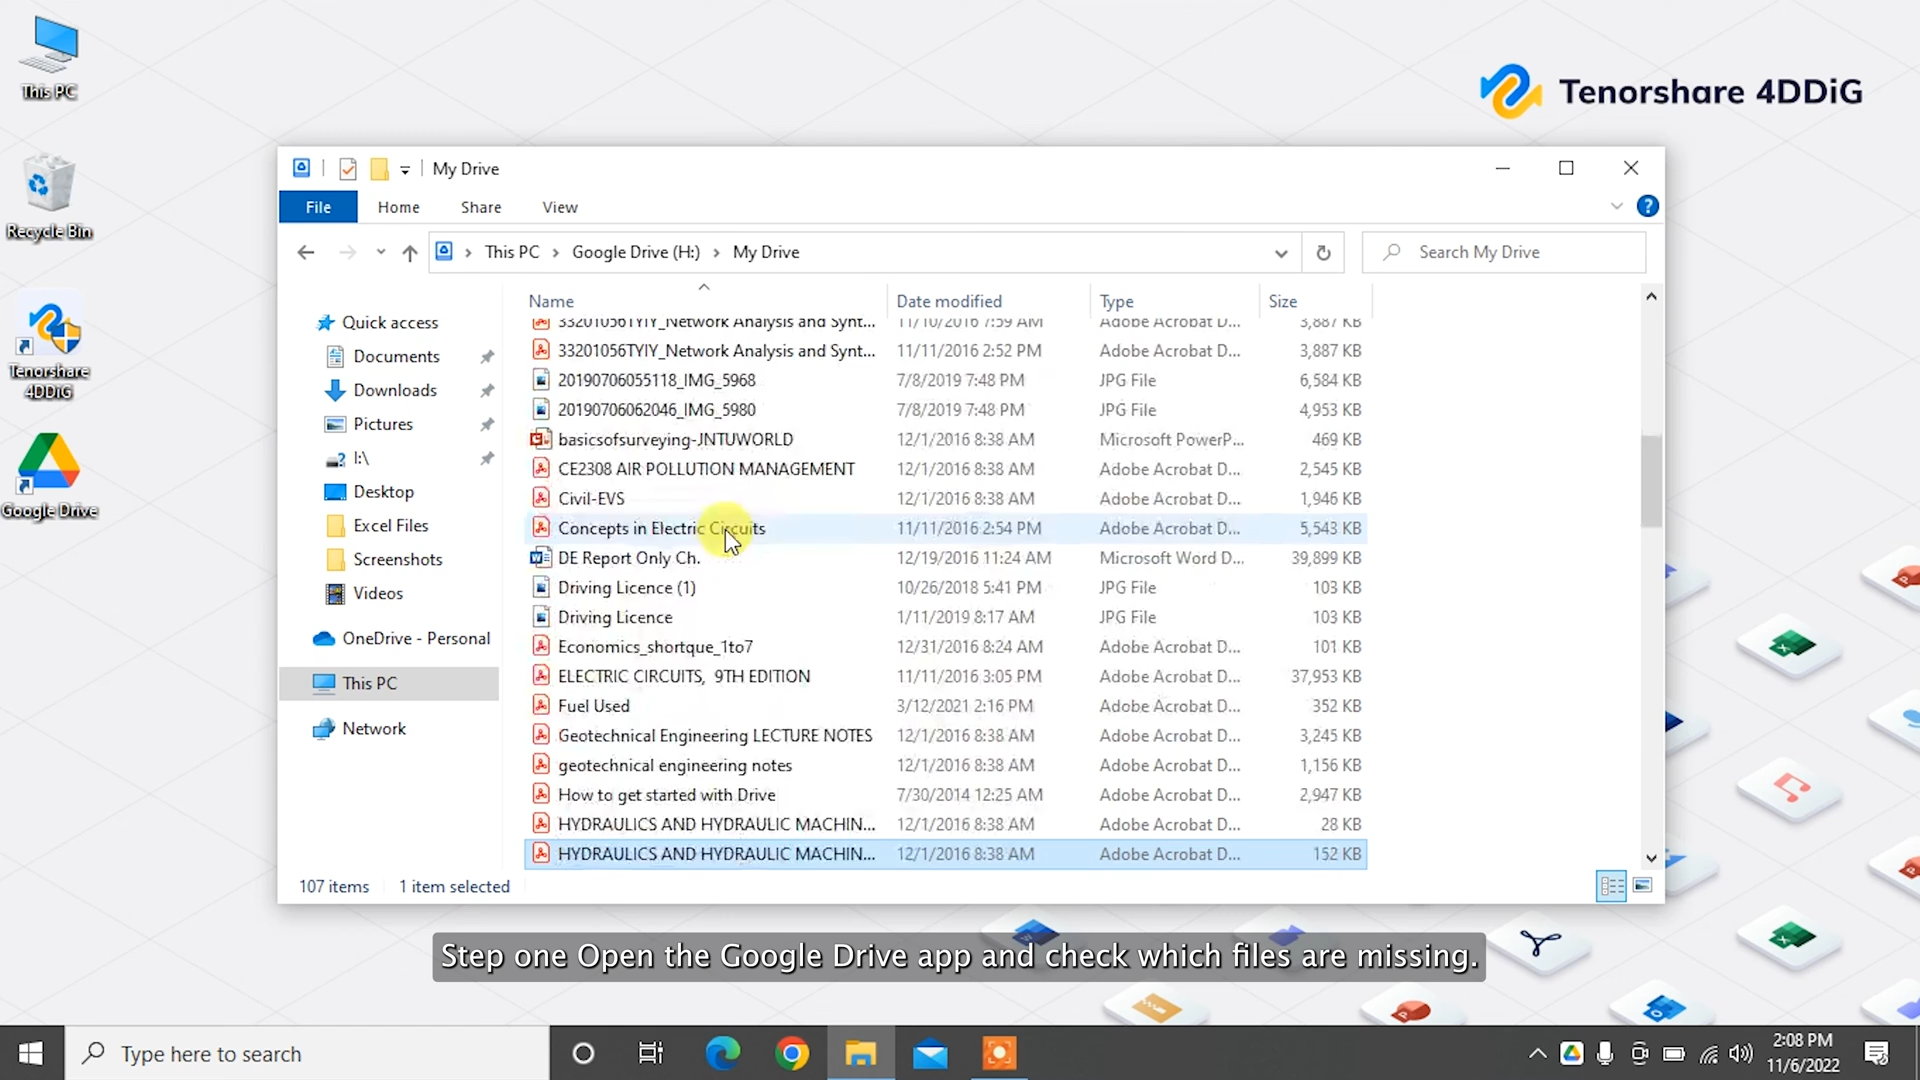 This PC
Recycle Bin
Tenorshare
4DDiG
Google Drive
Tenorshare 4DDiG
My Drive
File Home Share View
This PC Google Drive (H:) My Drive
Search My Drive
Quick access
Documents
Downloads
Pictures
I:\
Desktop
Excel Files
Screenshots
Videos
OneDrive - Personal
This PC
Network
Name Date modified Type Size
33201056TYIY_Network Analysis and Synt... 11/10/2016 7:59 AM Adobe Acrobat D... 3,887 KB
33201056TYIY_Network Analysis and Synt... 11/11/2016 2:52 PM Adobe Acrobat D... 3,887 KB
20190706055118_IMG_5968 7/8/2019 7:48 PM JPG File 6,584 KB
20190706062046_IMG_5980 7/8/2019 7:48 PM JPG File 4,953 KB
basicsofsurveying-JNTUWORLD 12/1/2016 8:38 AM Microsoft PowerP... 469 KB
CE2308 AIR POLLUTION MANAGEMENT 12/1/2016 8:38 AM Adobe Acrobat D... 2,545 KB
Civil-EVS 12/1/2016 8:38 AM Adobe Acrobat D... 1,946 KB
Concepts in Electric Circuits 11/11/2016 2:54 PM Adobe Acrobat D... 5,543 KB
DE Report Only Ch. 12/19/2016 11:24 AM Microsoft Word D... 39,899 KB
Driving Licence (1) 10/26/2018 5:41 PM JPG File 103 KB
Driving Licence 1/11/2019 8:17 AM JPG File 103 KB
Economics_shortque_1to7 12/31/2016 8:24 AM Adobe Acrobat D... 101 KB
ELECTRIC CIRCUITS, 9TH EDITION 11/11/2016 3:05 PM Adobe Acrobat D... 37,953 KB
Fuel Used 3/12/2021 2:16 PM Adobe Acrobat D... 352 KB
Geotechnical Engineering LECTURE NOTES 12/1/2016 8:38 AM Adobe Acrobat D... 3,245 KB
geotechnical engineering notes 12/1/2016 8:38 AM Adobe Acrobat D... 1,156 KB
How to get started with Drive 7/30/2014 12:25 AM Adobe Acrobat D... 2,947 KB
HYDRAULICS AND HYDRAULIC MACHIN... 12/1/2016 8:38 AM Adobe Acrobat D... 28 KB
HYDRAULICS AND HYDRAULIC MACHIN... 12/1/2016 8:38 AM Adobe Acrobat D... 152 KB
107 items 1 item selected
Step one Open the Google Drive app and check which files are missing.
Type here to search
2:08 PM
11/6/2022